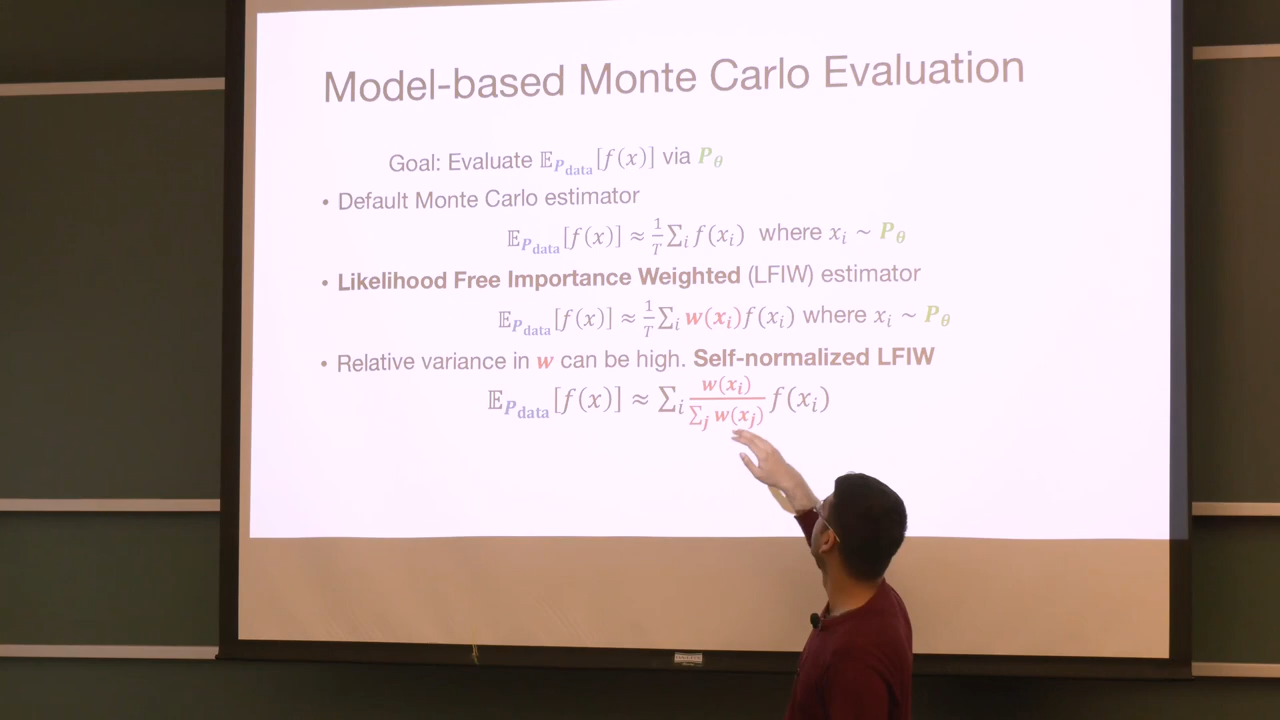 Model-based Monte Carlo Evaluation
Goal: Evaluate 𝔼_{P_data}[f(x)] via P_θ
• Default Monte Carlo estimator
𝔼_{P_data}[f(x)] ≈ 1/T ∑_i f(x_i) where x_i ~ P_θ
• Likelihood Free Importance Weighted (LFIW) estimator
𝔼_{P_data}[f(x)] ≈ 1/T ∑_i w(x_i)f(x_i) where x_i ~ P_θ
• Relative variance in w can be high. Self-normalized LFIW
𝔼_{P_data}[f(x)] ≈ ∑_i w(x_i)/∑_j w(x_j) f(x_i)